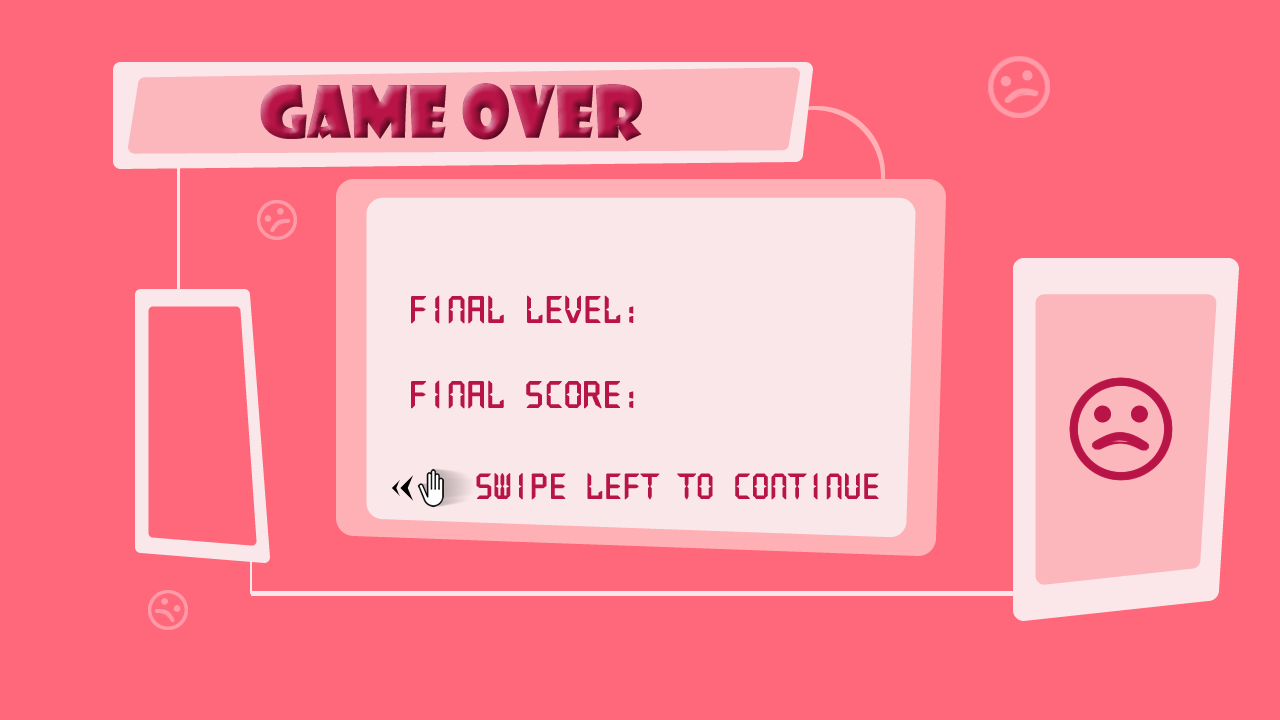 GAME OVER
FINAL LEVEL:
FINAL SCORE:
SWIPE LEFT TO CONTINUE